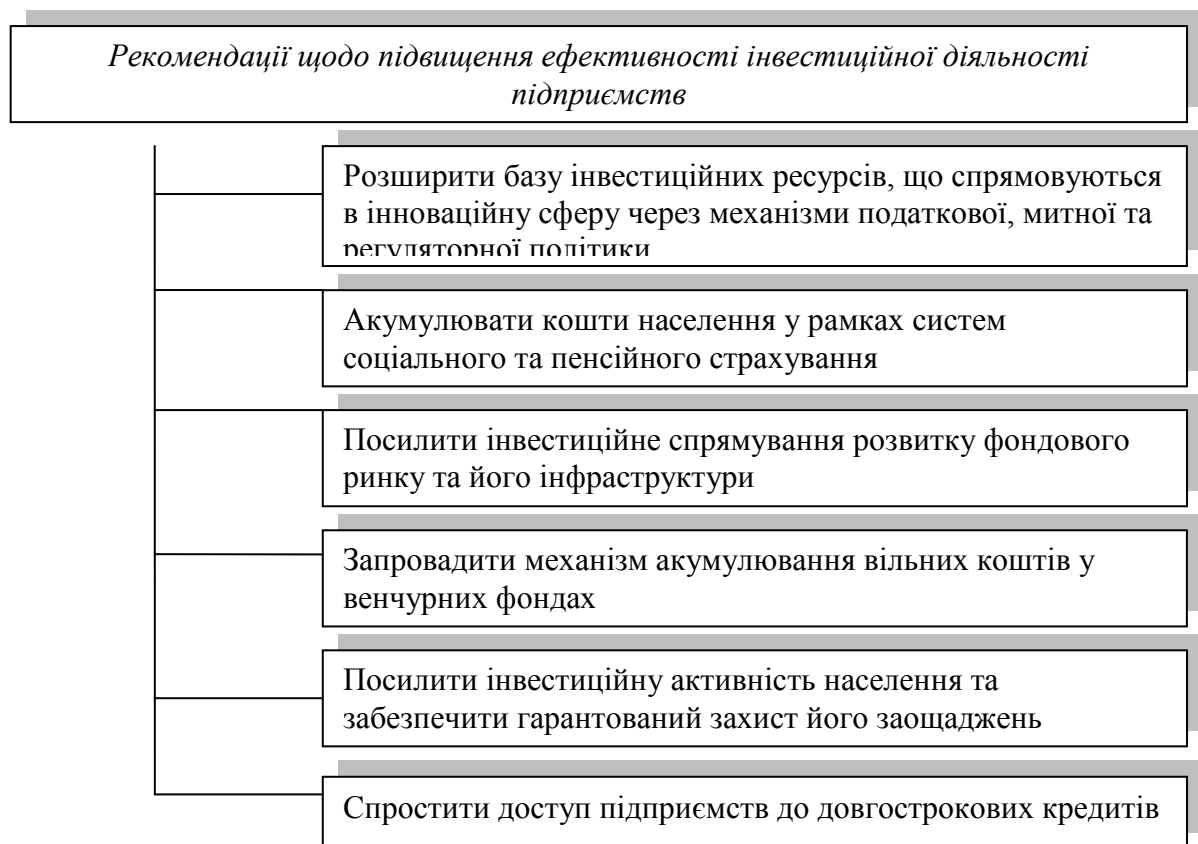 Рекомендації щодо підвищення ефективності інвестиційної діяльності
підприємств
Розширити базу інвестиційних ресурсів, що спрямовуються
в інноваційну сферу через механізми податкової, митної та
регуляторної політики
Акумулювати кошти населення у рамках систем
соціального та пенсійного страхування
Посилити інвестиційне спрямування розвитку фондового
ринку та його інфраструктури
Запровадити механізм акумулювання вільних коштів у
венчурних фондах
Посилити інвестиційну активність населення та
забезпечити гарантований захист його заощаджень
Спростити доступ підприємств до довгострокових кредитів